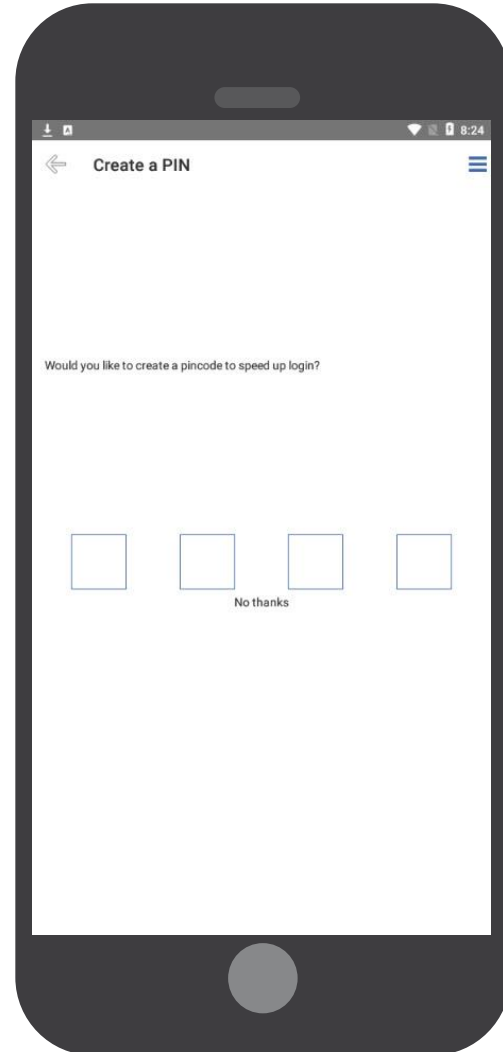 8:24
Create a PIN
Would you like to create a pincode to speed up login?
No thanks